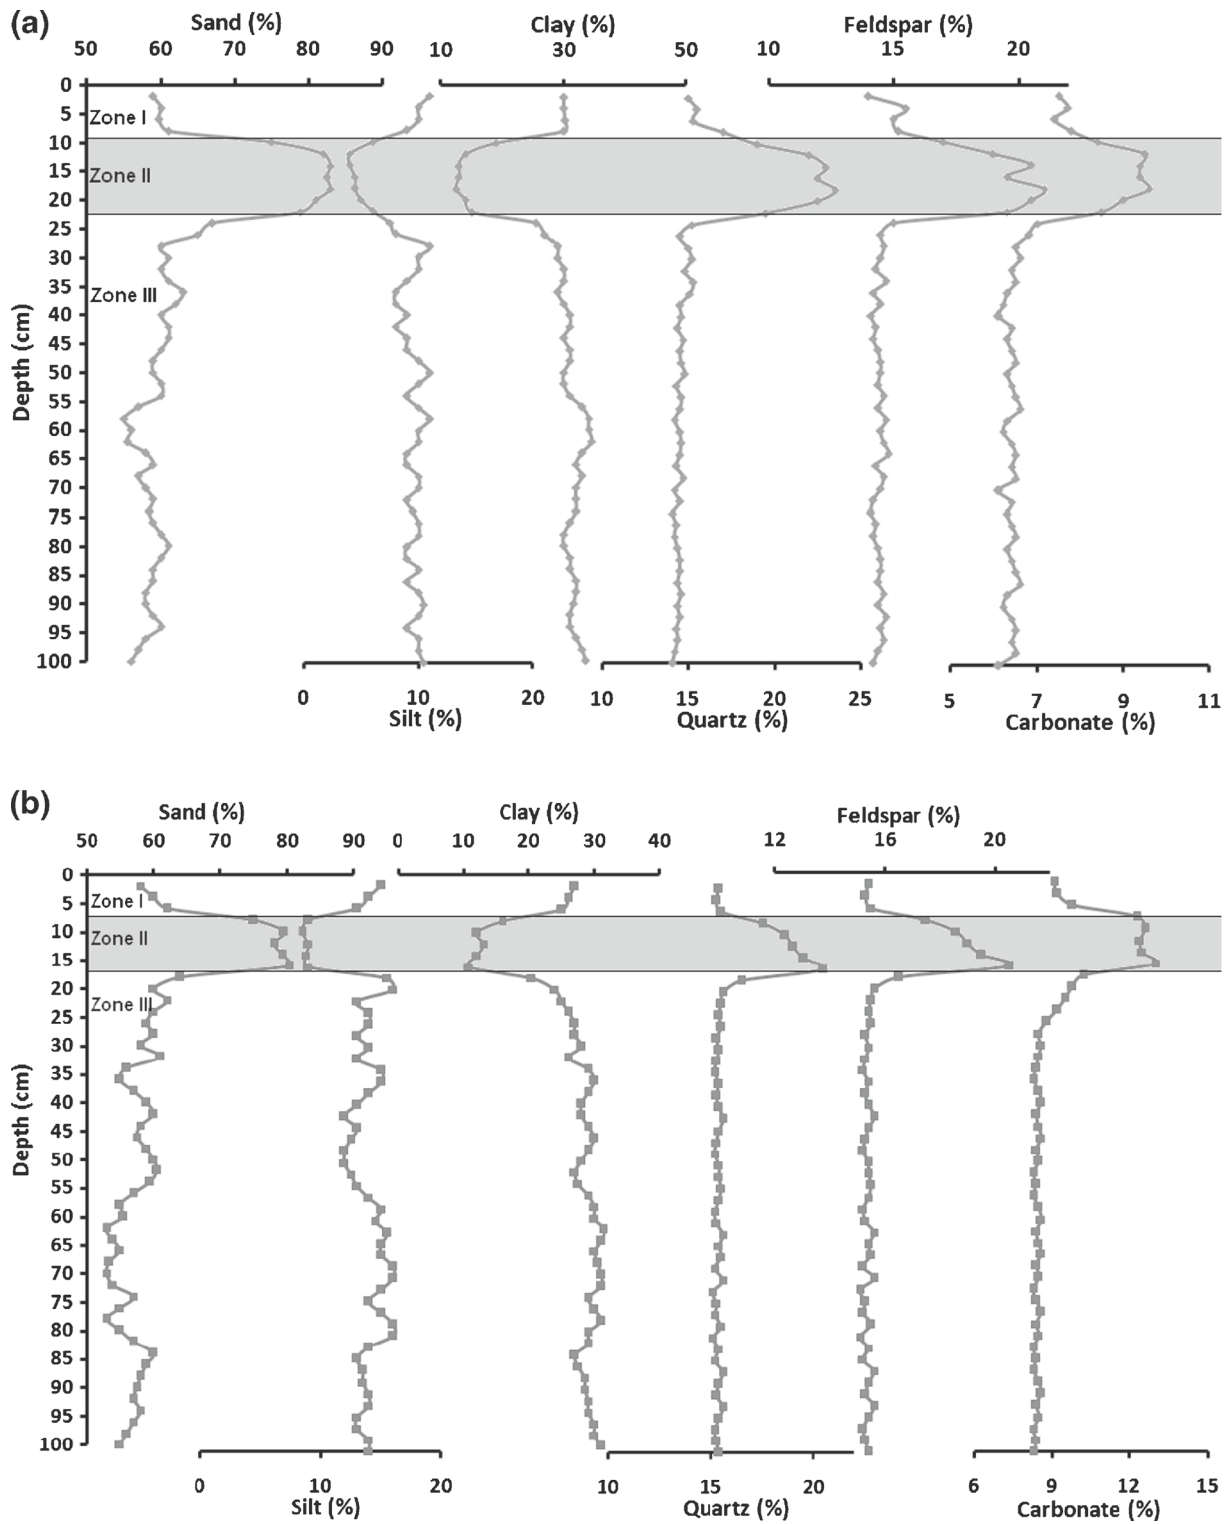 (a)
Sand (%) Clay (%) Feldspar (%)
50 60 70 80 90 10 30 50 10 15 20
0
Zone I
5
10
Zone II
15
20
25
30
Zone III
35
40
45
50
55
60
65
70
75
80
85
90
95
100
Depth (cm)
0 10 20 10 15 20 25 5 7 9 11
Silt (%) Quartz (%) Carbonate (%)
(b)
Sand (%) Clay (%) Feldspar (%)
50 60 70 80 90 0 10 20 30 40 12 16 20
0
Zone I
5
10
Zone II
15
20
Zone III
25
30
35
40
45
50
55
60
65
70
75
80
85
90
95
100
Depth (cm)
0 10 20 10 15 20 6 9 12 15
Silt (%) Quartz (%) Carbonate (%)